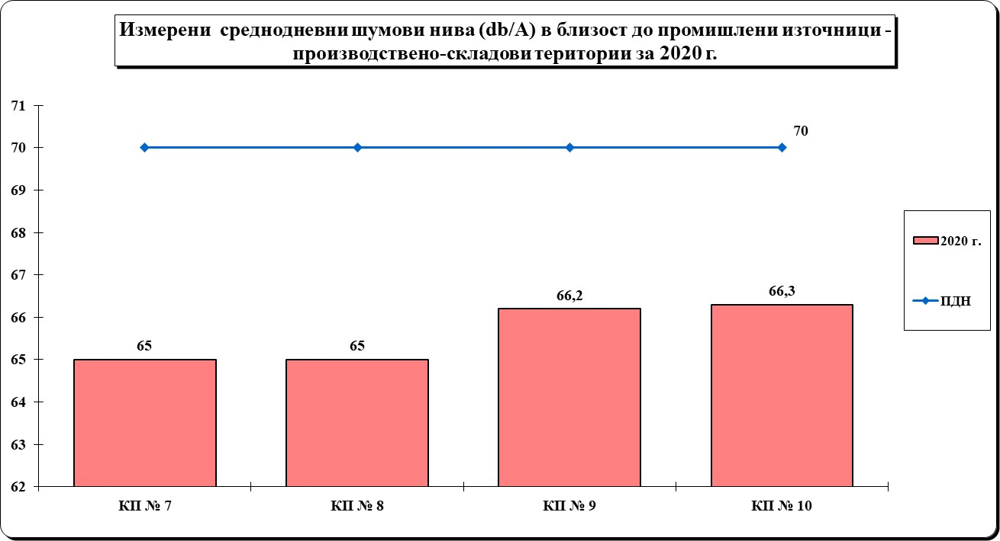 Измерени среднодневни шумови нива (db/A) в близост до промишлени източници -
производствено-складови територии за 2020 г.
71
70
69
68
67
66
65
64
63
62
70
65
65
66,2
66,3
КП № 7
КП № 8
КП № 9
КП № 10
2020 г.
ПДН